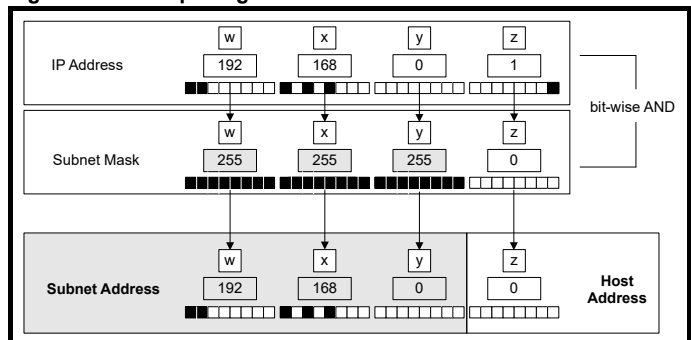 w x y z
IP Address 192 168 0 1
bit-wise AND
w x y z
Subnet Mask 255 255 255 0
w x y z
Subnet Address 192 168 0 0 Host
Address